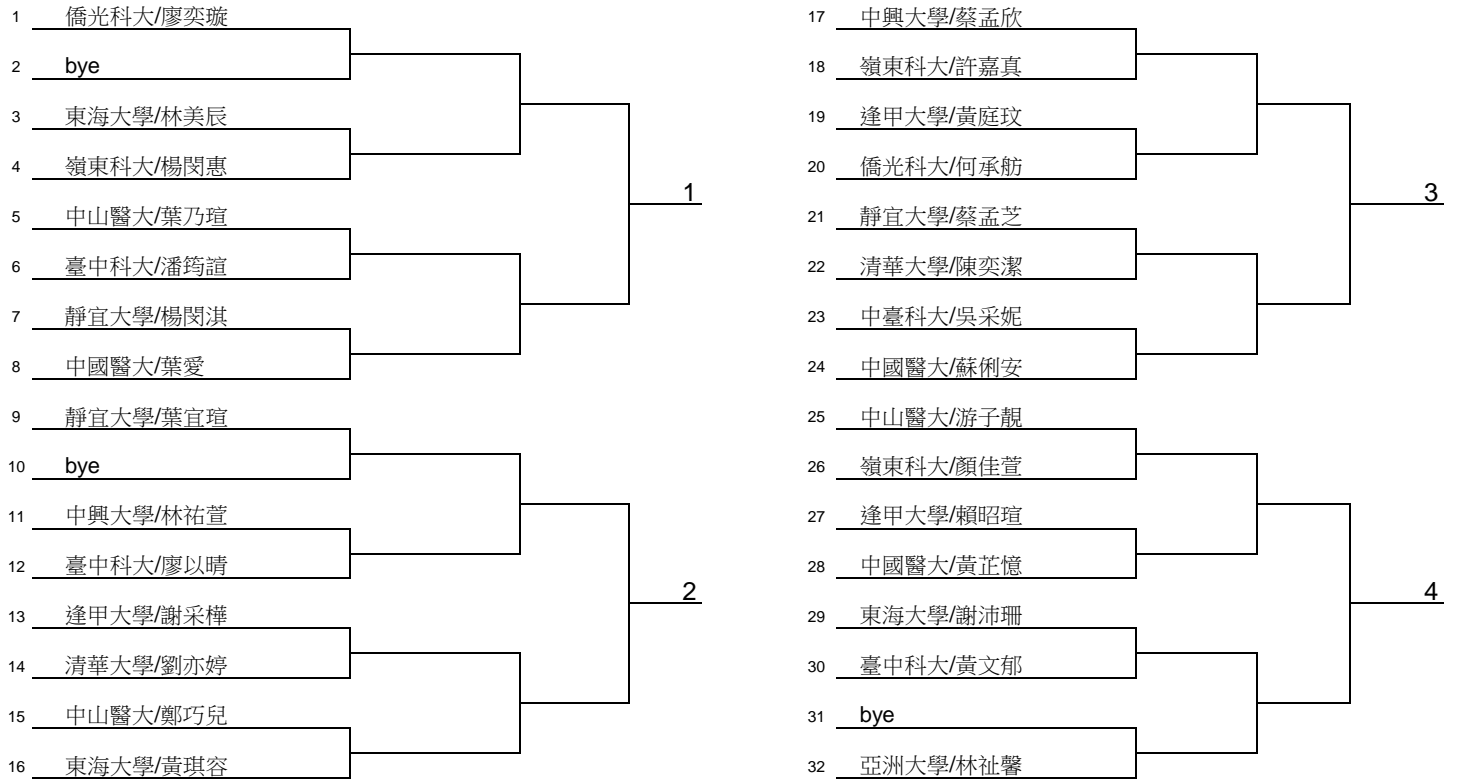 1 僑光科大/廖奕璇
2 bye
3 東海大學/林美辰
4 嶺東科大/楊閔惠
1
5 中山醫大/葉乃瑄
6 臺中科大/潘筠諠
7 靜宜大學/楊閔淇
8 中國醫大/葉愛
9 靜宜大學/葉宜瑄
10 bye
11 中興大學/林祐萱
12 臺中科大/廖以晴
2
13 逢甲大學/謝采樺
14 清華大學/劉亦婷
15 中山醫大/鄭巧兒
16 東海大學/黃琪容
17 中興大學/蔡孟欣
18 嶺東科大/許嘉真
19 逢甲大學/黃庭玟
20 僑光科大/何承舫
3
21 靜宜大學/蔡孟芝
22 清華大學/陳奕潔
23 中臺科大/吳采妮
24 中國醫大/蘇俐安
25 中山醫大/游子靚
26 嶺東科大/顏佳萱
27 逢甲大學/賴昭瑄
28 中國醫大/黃芷憶
4
29 東海大學/謝沛珊
30 臺中科大/黃文郁
31 bye
32 亞洲大學/林祉馨